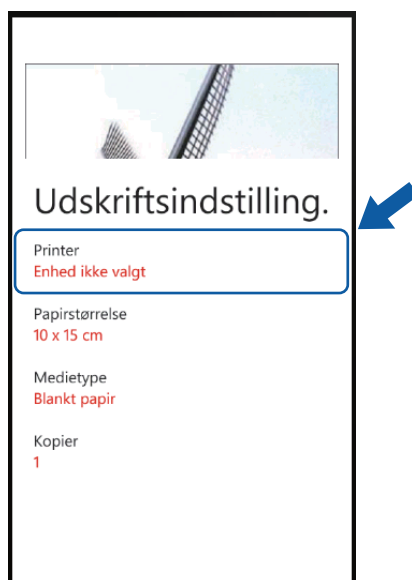 Udskriftsindstilling.
Printer
Enhed ikke valgt
Papirstørrelse
10 x 15 cm
Medietype
Blankt papir
Kopier
1